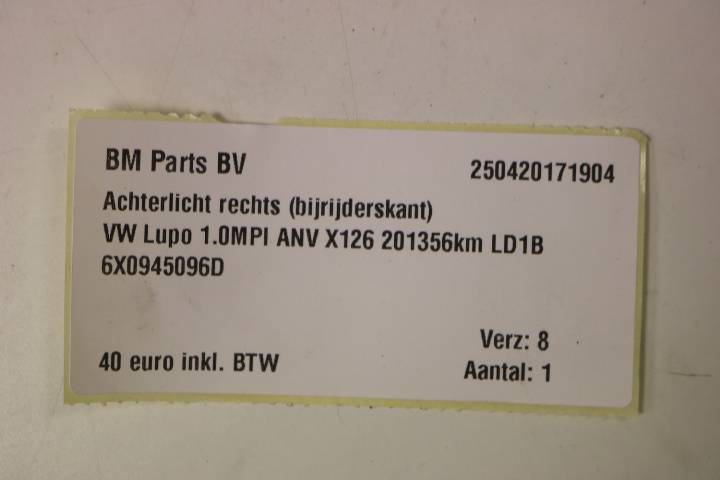 BM Parts BV 250420171904
Achterlicht rechts (bijrijderskant)
VW Lupo 1.0MPI ANV X126 201356km LD1B
6X0945096D
Verz: 8
40 euro inkl. BTW Aantal: 1